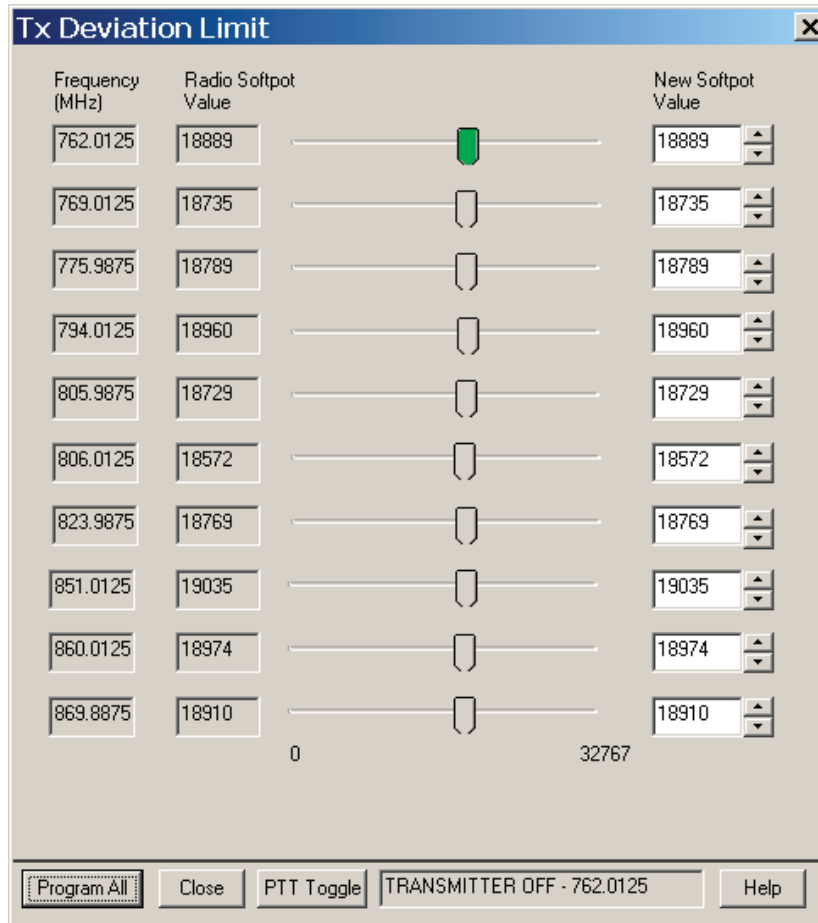 Tx Deviation Limit
Frequency (MHz) Radio Softpot Value New Softpot Value
762.0125 18889 18889
769.0125 18735 18735
775.9875 18789 18789
794.0125 18960 18960
805.9875 18729 18729
806.0125 18572 18572
823.9875 18769 18769
851.0125 19035 19035
860.0125 18974 18974
869.8875 18910 18910
0 32767
Program All Close PTT Toggle TRANSMITTER OFF - 762.0125 Help